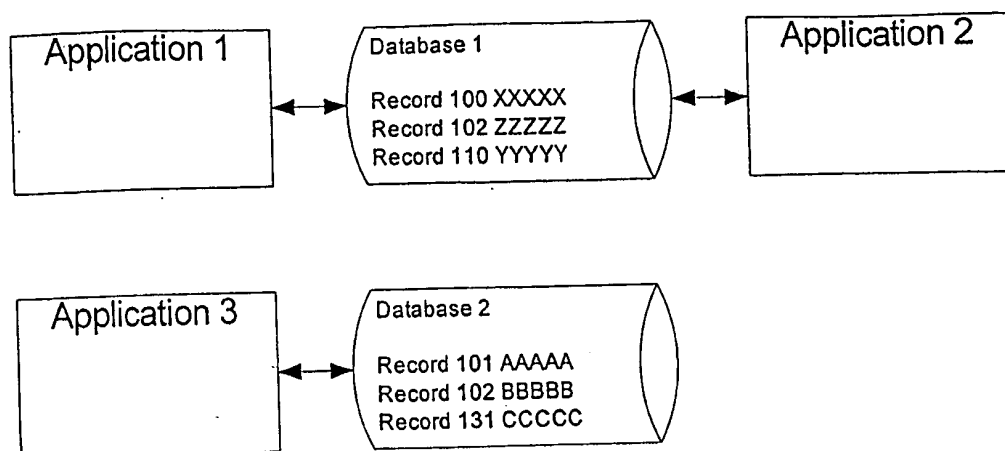 Application 1
Database 1
Record 100 XXXXX
Record 102 ZZZZZ
Record 110 YYYYY
Application 2
Application 3
Database 2
Record 101 AAAAA
Record 102 BBBBB
Record 131 CCCCC